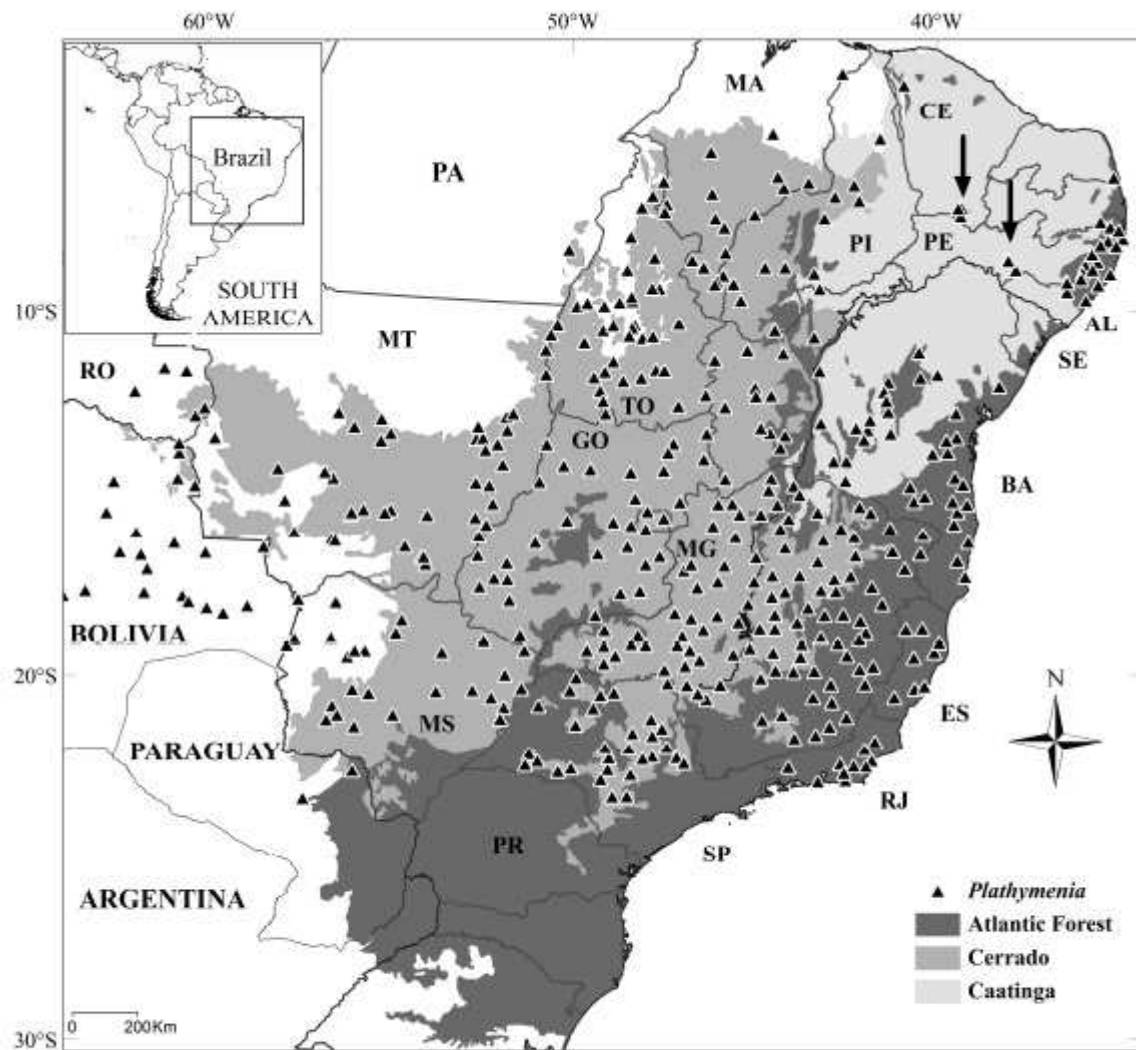 60°W 50°W 40°W
Brazil
SOUTH
AMERICA
MA
CE
PA
PI
PE
10°S
AL
SE
MT
RO
TO
GO
BA
MG
BOLIVIA
20°S
N
ES
MS
PARAGUAY
RJ
PR
SP
ARGENTINA
Plathymenia
Atlantic Forest
Cerrado
Caatinga
0 200Km
30°S